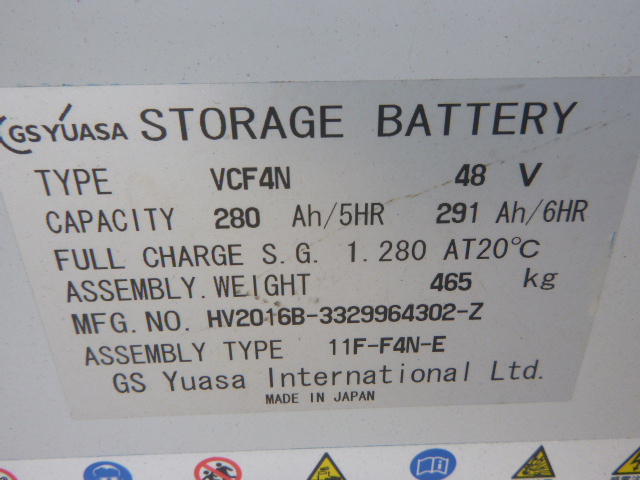 GS YUASA STORAGE BATTERY
TYPE VCF4N 48 V
CAPACITY 280 Ah/5HR 291 Ah/6HR
FULL CHARGE S.G. 1.280 AT20℃
ASSEMBLY.WEIGHT 465 kg
MFG.NO. HV2016B-3329964302-Z
ASSEMBLY TYPE 11F-F4N-E
GS Yuasa International Ltd.
MADE IN JAPAN